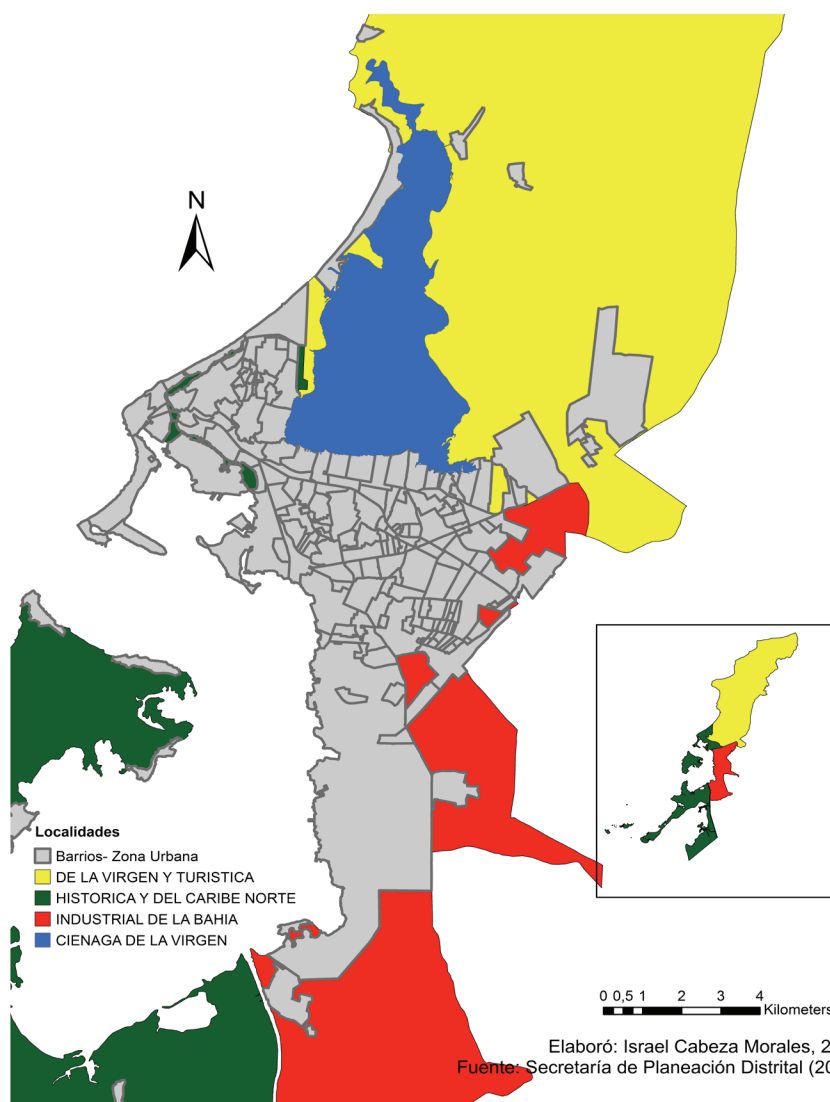 N
Localidades
Barrios- Zona Urbana
DE LA VIRGEN Y TURISTICA
HISTORICA Y DEL CARIBE NORTE
INDUSTRIAL DE LA BAHIA
CIENAGA DE LA VIRGEN
0 0,5 1 2 3 4
Kilometers
Elaboró: Israel Cabeza Morales, 2
Fuente: Secretaría de Planeación Distrital (20